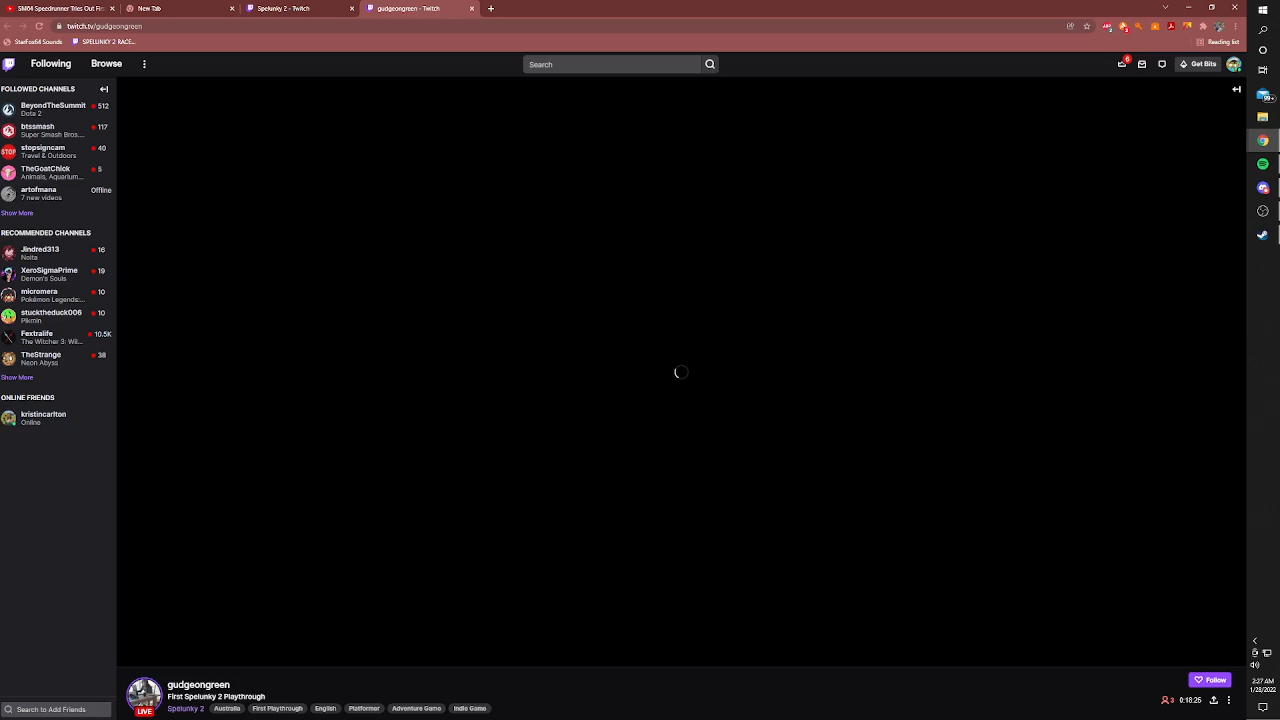 SM64 Speedrunner Tries Out Fir
New Tab
Spelunky 2 - Twitch
gudgeongreen - Twitch
twitch.tv/gudgeongreen
StarFox64 Sounds
SPELUNKY 2 RACE...
Reading list
Following
Browse
Search
6
Get Bits
FOLLOWED CHANNELS
BeyondTheSummit
512
Dota 2
btssmash
117
Super Smash Bros....
STOP
stopsigncam
40
Travel & Outdoors
TheGoatChick
5
Animals, Aquarium...
artofmana
Offline
7 new videos
Show More
RECOMMENDED CHANNELS
Jindred313
16
Noita
XeroSigmaPrime
19
Demon's Souls
micromera
10
Pokémon Legends:...
stucktheduck006
10
Pikmin
Fextralife
10.5K
The Witcher 3: Wil...
TheStrange
38
Neon Abyss
Show More
ONLINE FRIENDS
kristincarlton
Online
Search to Add Friends
LIVE
gudgeongreen
First Spelunky 2 Playthrough
Spelunky 2
Australia
First Playthrough
English
Platformer
Adventure Game
Indie Game
Follow
3
0:18:25
99+
2:27 AM
1/28/2022